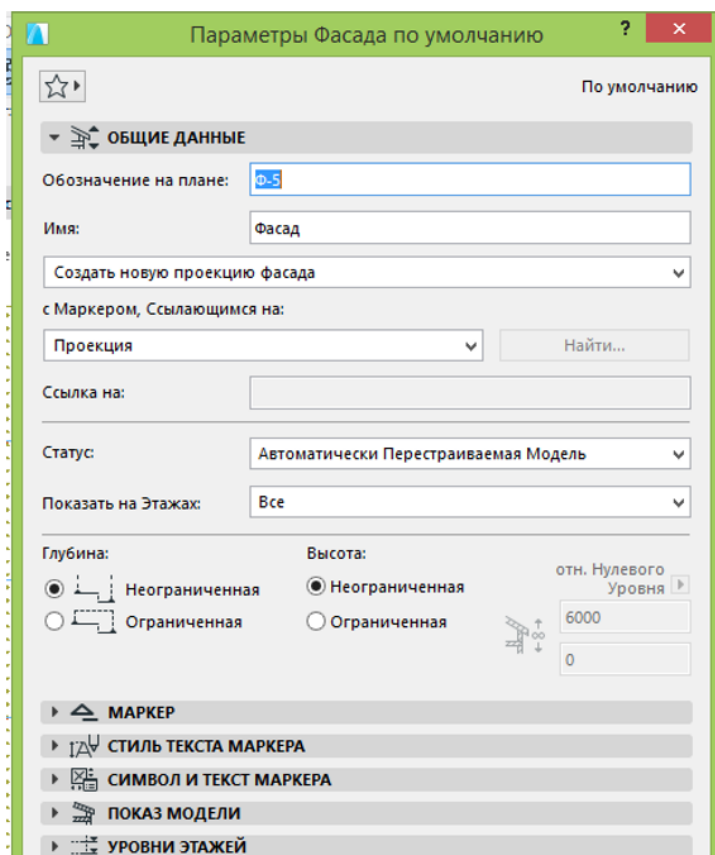 Параметры Фасада по умолчанию
?
×
По умолчанию
ОБЩИЕ ДАННЫЕ
Обозначение на плане: Ф-5
Имя: Фасад
Создать новую проекцию фасада
с Маркером, Ссылающимся на:
Проекция Найти...
Ссылка на:
Статус: Автоматически Перестраиваемая Модель
Показать на Этажах: Все
Глубина: Высота:
отн. Нулевого
Уровня
Неограниченная Неограниченная
6000
Ограниченная Ограниченная
0
МАРКЕР
СТИЛЬ ТЕКСТА МАРКЕРА
СИМВОЛ И ТЕКСТ МАРКЕРА
ПОКАЗ МОДЕЛИ
УРОВНИ ЭТАЖЕЙ